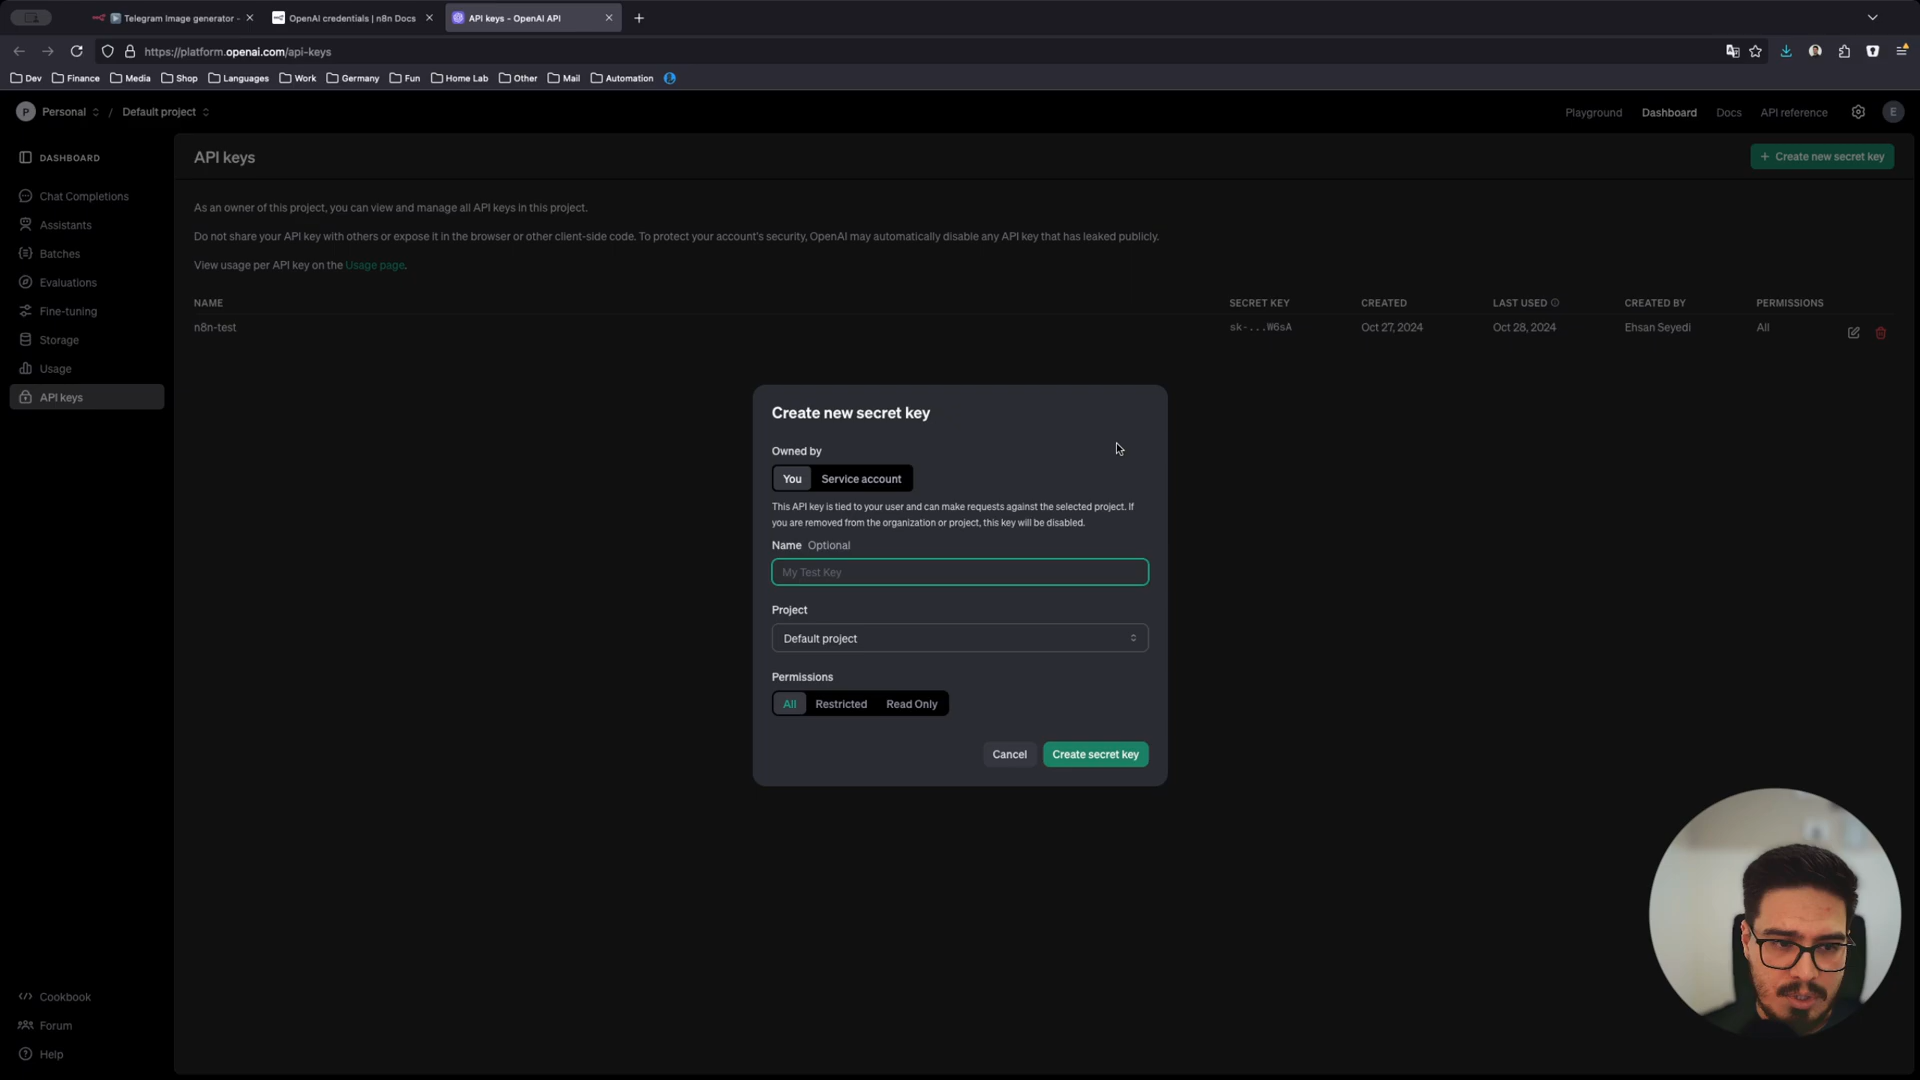 Telegram Image generator -
OpenAI credentials | n8n Docs
API keys - OpenAI API
https://platform.openai.com/api-keys
Dev
Finance
Media
Shop
Languages
Work
Germany
Fun
Home Lab
Other
Mail
Automation
P Personal / Default project
Playground
Dashboard
Docs
API reference
E
DASHBOARD
Chat Completions
Assistants
Batches
Evaluations
Fine-tuning
Storage
Usage
API keys
Cookbook
Forum
Help
API keys
+ Create new secret key
As an owner of this project, you can view and manage all API keys in this project.
Do not share your API key with others or expose it in the browser or other client-side code. To protect your account's security, OpenAI may automatically disable any API key that has leaked publicly.
View usage per API key on the Usage page.
NAME SECRET KEY CREATED LAST USED CREATED BY PERMISSIONS
n8n-test sk-...W6sA Oct 27, 2024 Oct 28, 2024 Ehsan Seyedi All
Create new secret key
Owned by
You Service account
This API key is tied to your user and can make requests against the selected project. If
you are removed from the organization or project, this key will be disabled.
Name Optional
My Test Key
Project
Default project
Permissions
All Restricted Read Only
Cancel Create secret key